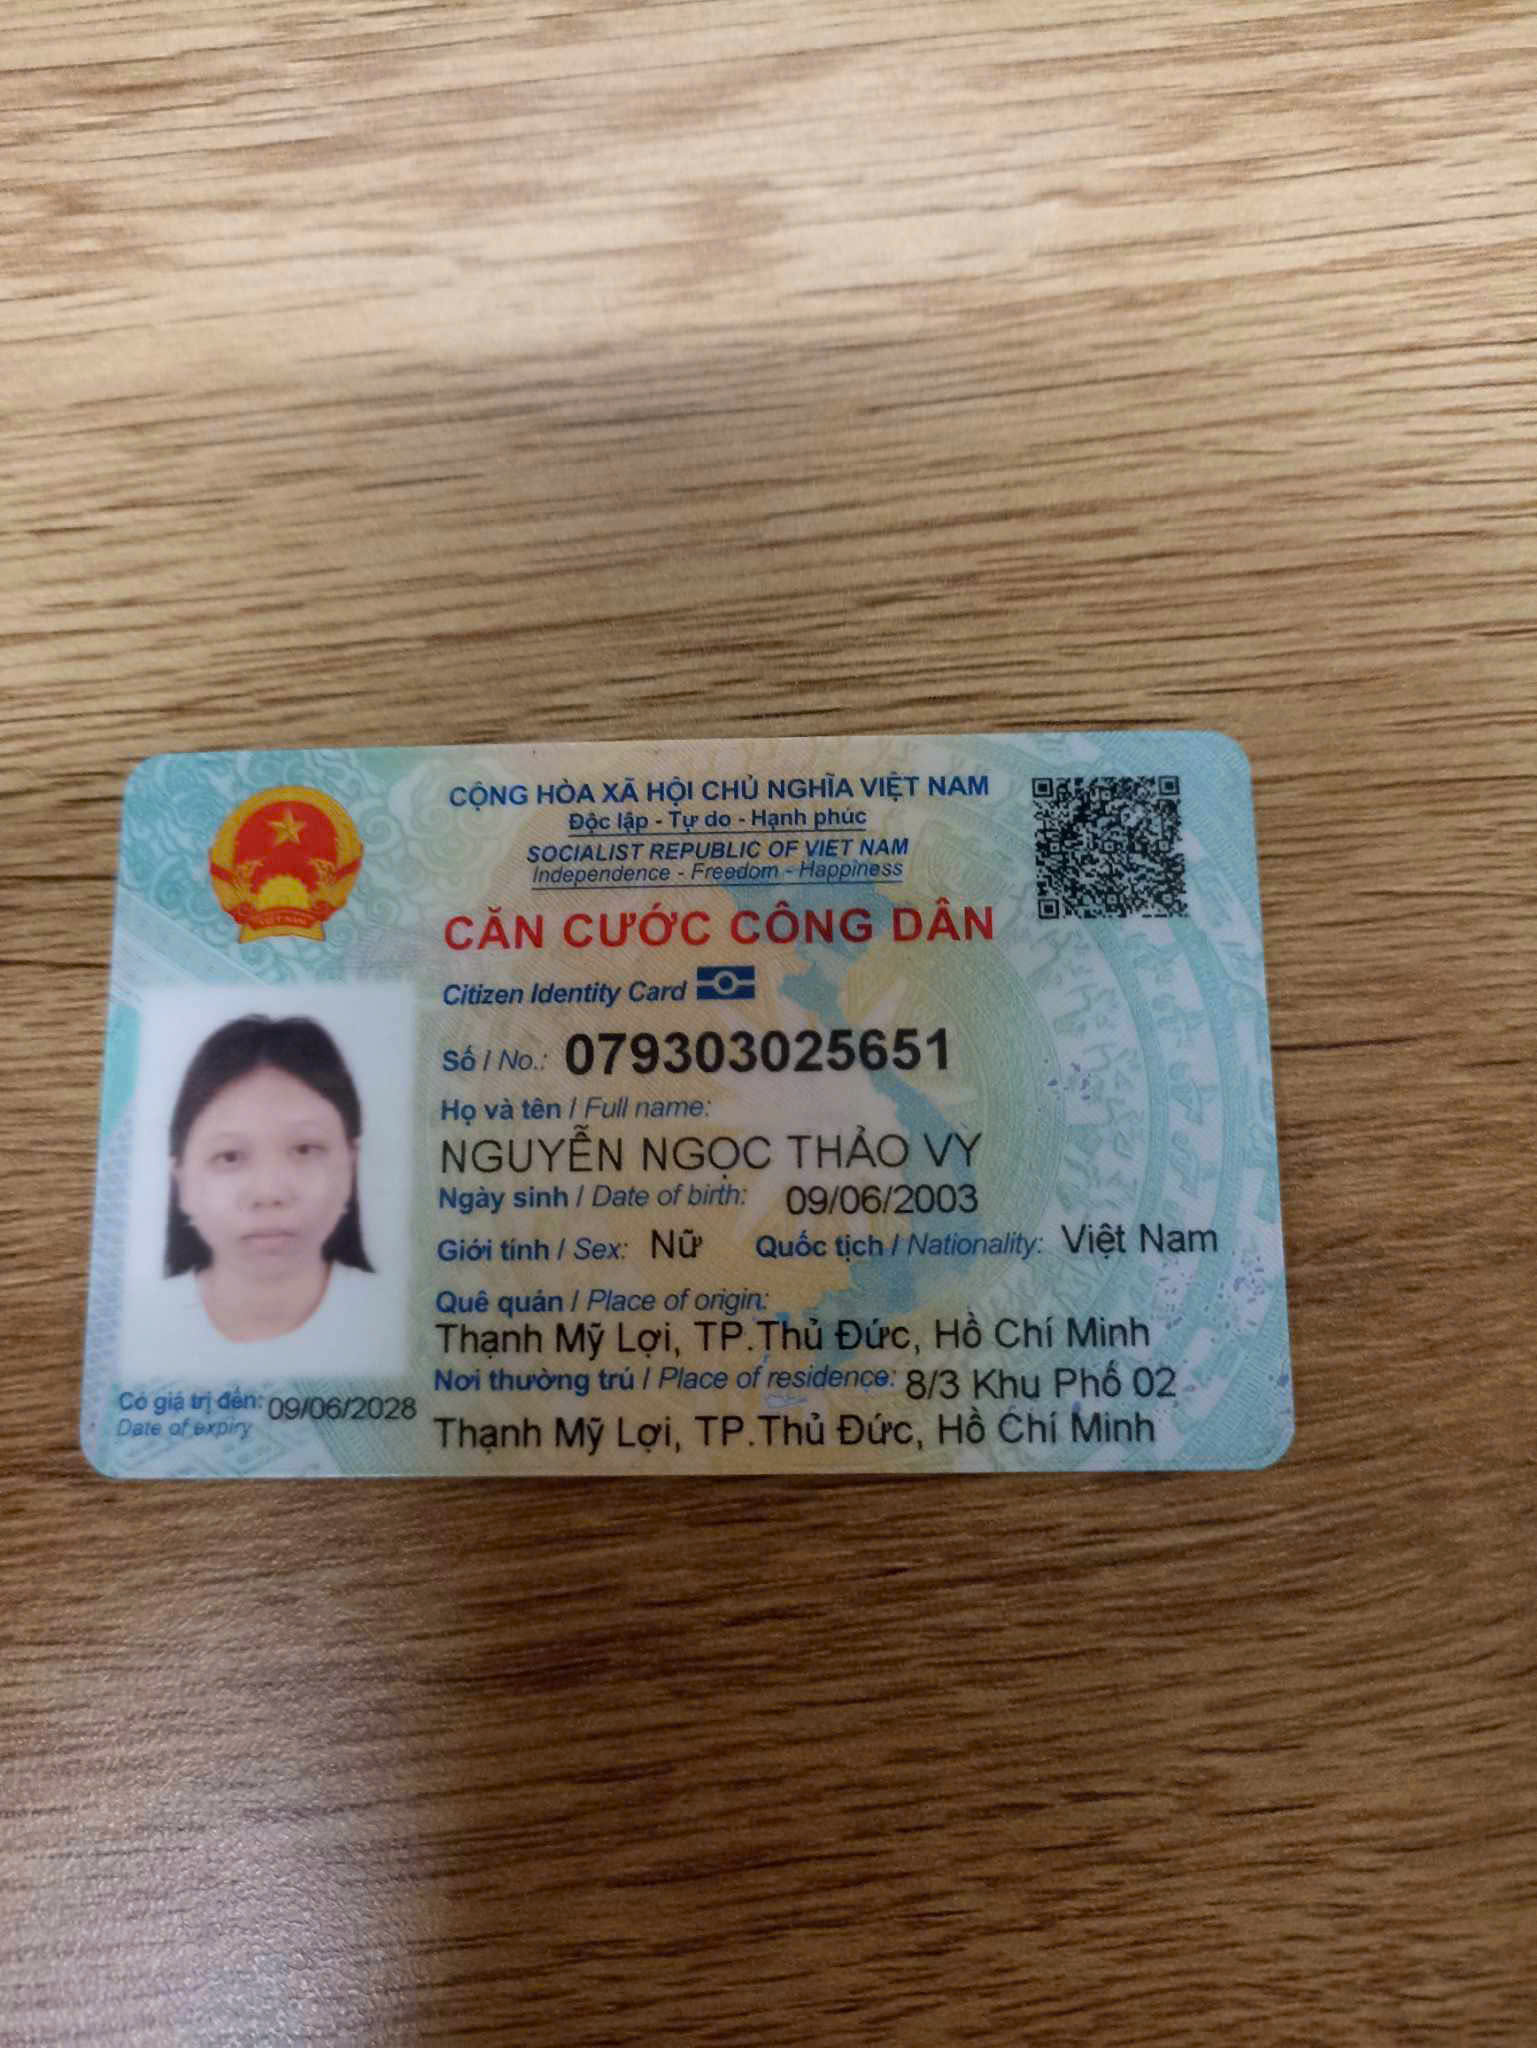 CỘNG HÒA XÃ HỘI CHỦ NGHĨA VIỆT NAM
Độc lập - Tự do - Hạnh phúc
SOCIALIST REPUBLIC OF VIET NAM
Independence - Freedom - Happiness
CĂN CƯỚC CÔNG DÂN
Citizen Identity Card
Số / No.: 079303025651
Họ và tên / Full name:
NGUYỄN NGỌC THẢO VY
Ngày sinh / Date of birth: 09/06/2003
Giới tính / Sex: Nữ Quốc tịch / Nationality: Việt Nam
Quê quán / Place of origin:
Thạnh Mỹ Lợi, TP.Thủ Đức, Hồ Chí Minh
Nơi thường trú / Place of residence: 8/3 Khu Phố 02
Thạnh Mỹ Lợi, TP.Thủ Đức, Hồ Chí Minh
Có giá trị đến: 09/06/2028
Date of expiry